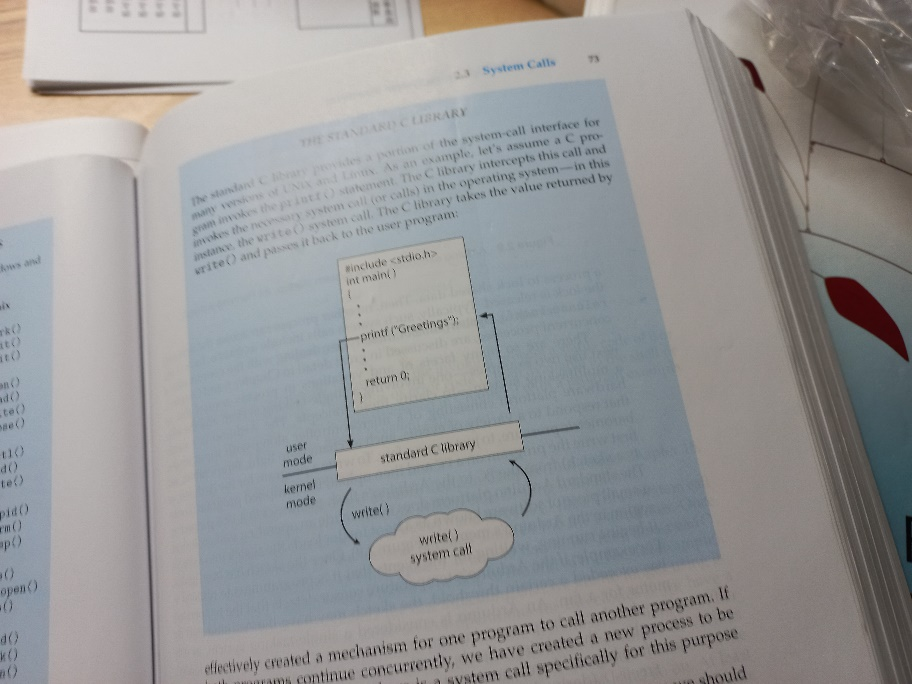 2.3 System Calls 73
THE STANDARD C LIBRARY
The standard C library provides a portion of the system-call interface for
many versions of UNIX and Linux. As an example, let's assume a C pro-
gram invokes the printf() statement. The C library intercepts this call and
invokes the necessary system call (or calls) in the operating system—in this
instance, the write() system call. The C library takes the value returned by
write() and passes it back to the user program:
#include <stdio.h>
int main( )
{
.
.
.
printf ("Greetings");
.
.
.
return 0;
}
user
mode
standard C library
kernel
mode
write( )
write( )
system call
effectively created a mechanism for one program to call another program. If
programs continue concurrently, we have created a new process to be
is a system call specifically for this purpose
should